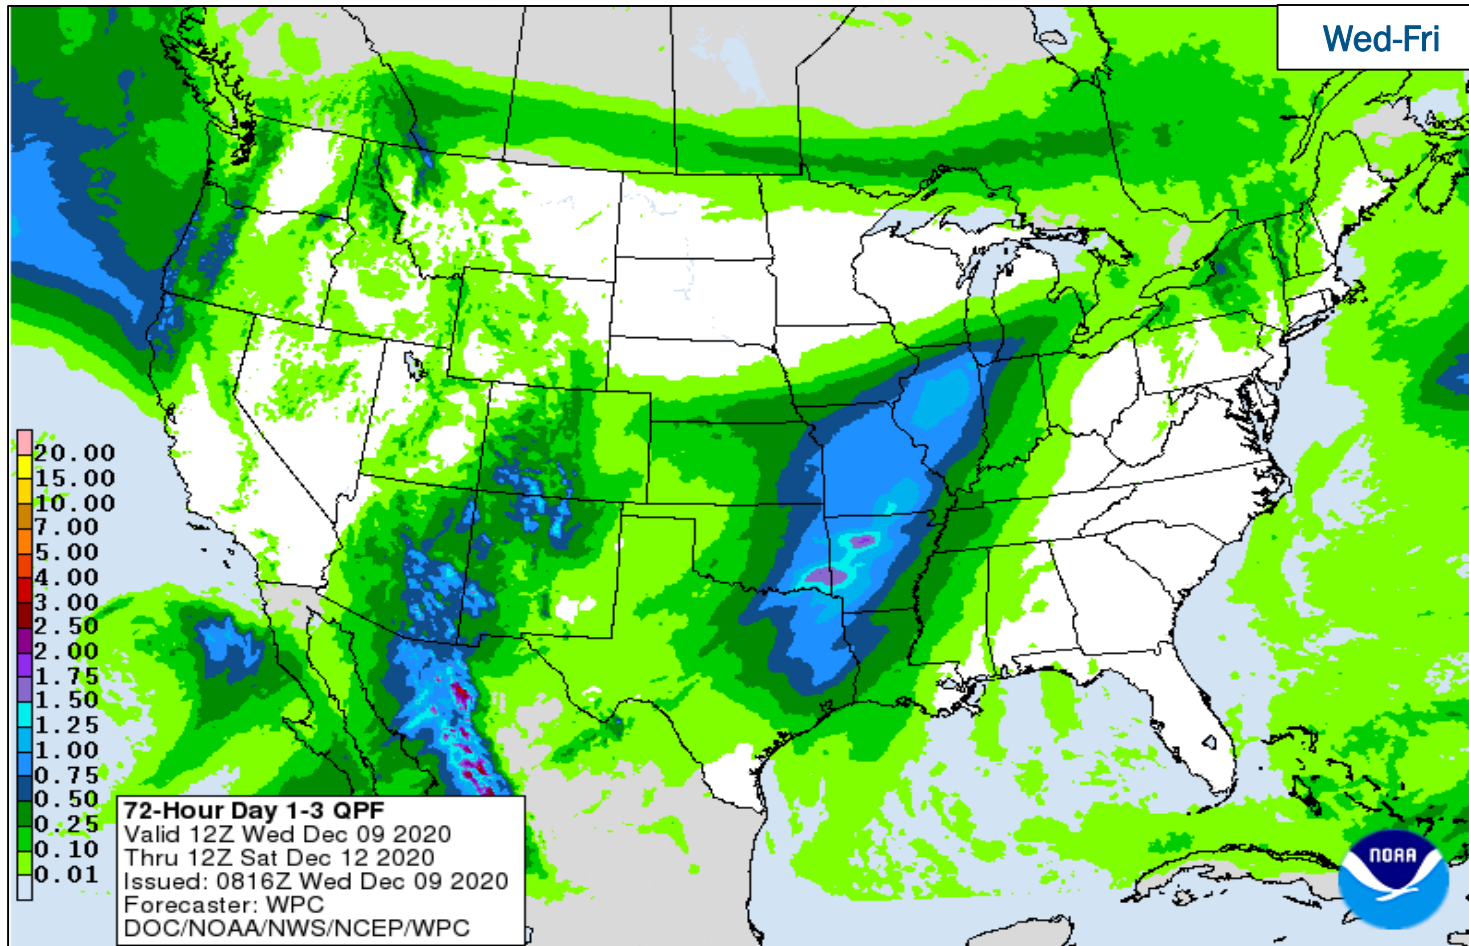 Wed-Fri
20.00
15.00
10.00
7.00
5.00
4.00
3.00
2.50
2.00
1.75
1.50
1.25
1.00
0.75
0.50
0.25
0.10
0.01
72-Hour Day 1-3 QPF
Valid 12Z Wed Dec 09 2020
Thru 12Z Sat Dec 12 2020
Issued: 0816Z Wed Dec 09 2020
Forecaster: WPC
DOC/NOAA/NWS/NCEP/WPC
NOAA